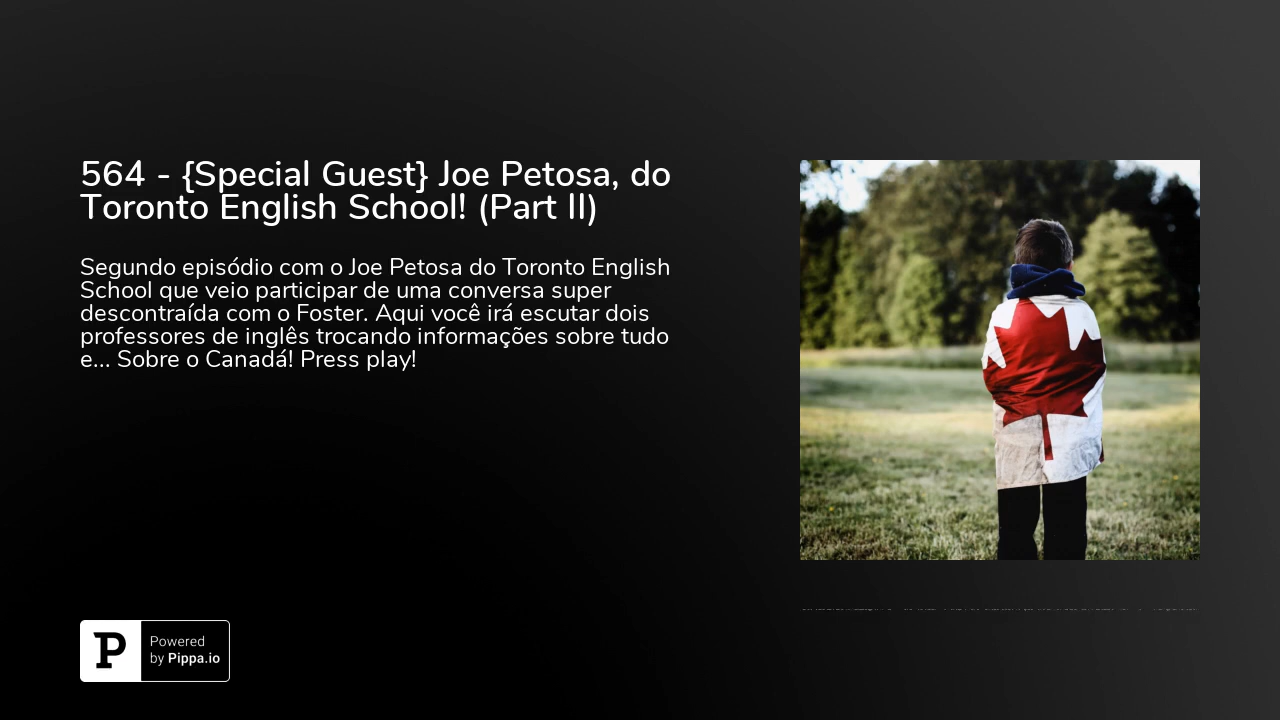 564 - {Special Guest} Joe Petosa, do
Toronto English School! (Part II)
Segundo episódio com o Joe Petosa do Toronto English
School que veio participar de uma conversa super
descontraída com o Foster. Aqui você irá escutar dois
professores de inglês trocando informações sobre tudo
e... Sobre o Canadá! Press play!
P
Powered
by Pippa.io